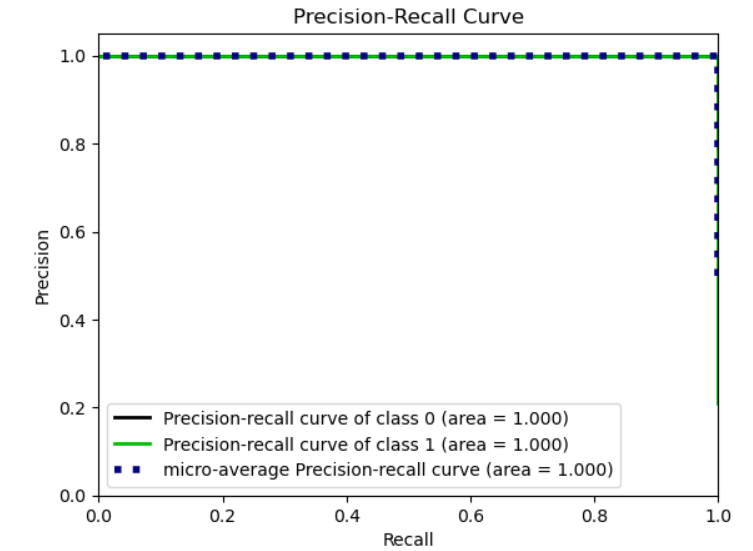 Precision-Recall Curve
Precision
1.0
0.8
0.6
0.4
0.2
0.0
Precision-recall curve of class 0 (area = 1.000)
Precision-recall curve of class 1 (area = 1.000)
micro-average Precision-recall curve (area = 1.000)
0.0 0.2 0.4 0.6 0.8 1.0
Recall